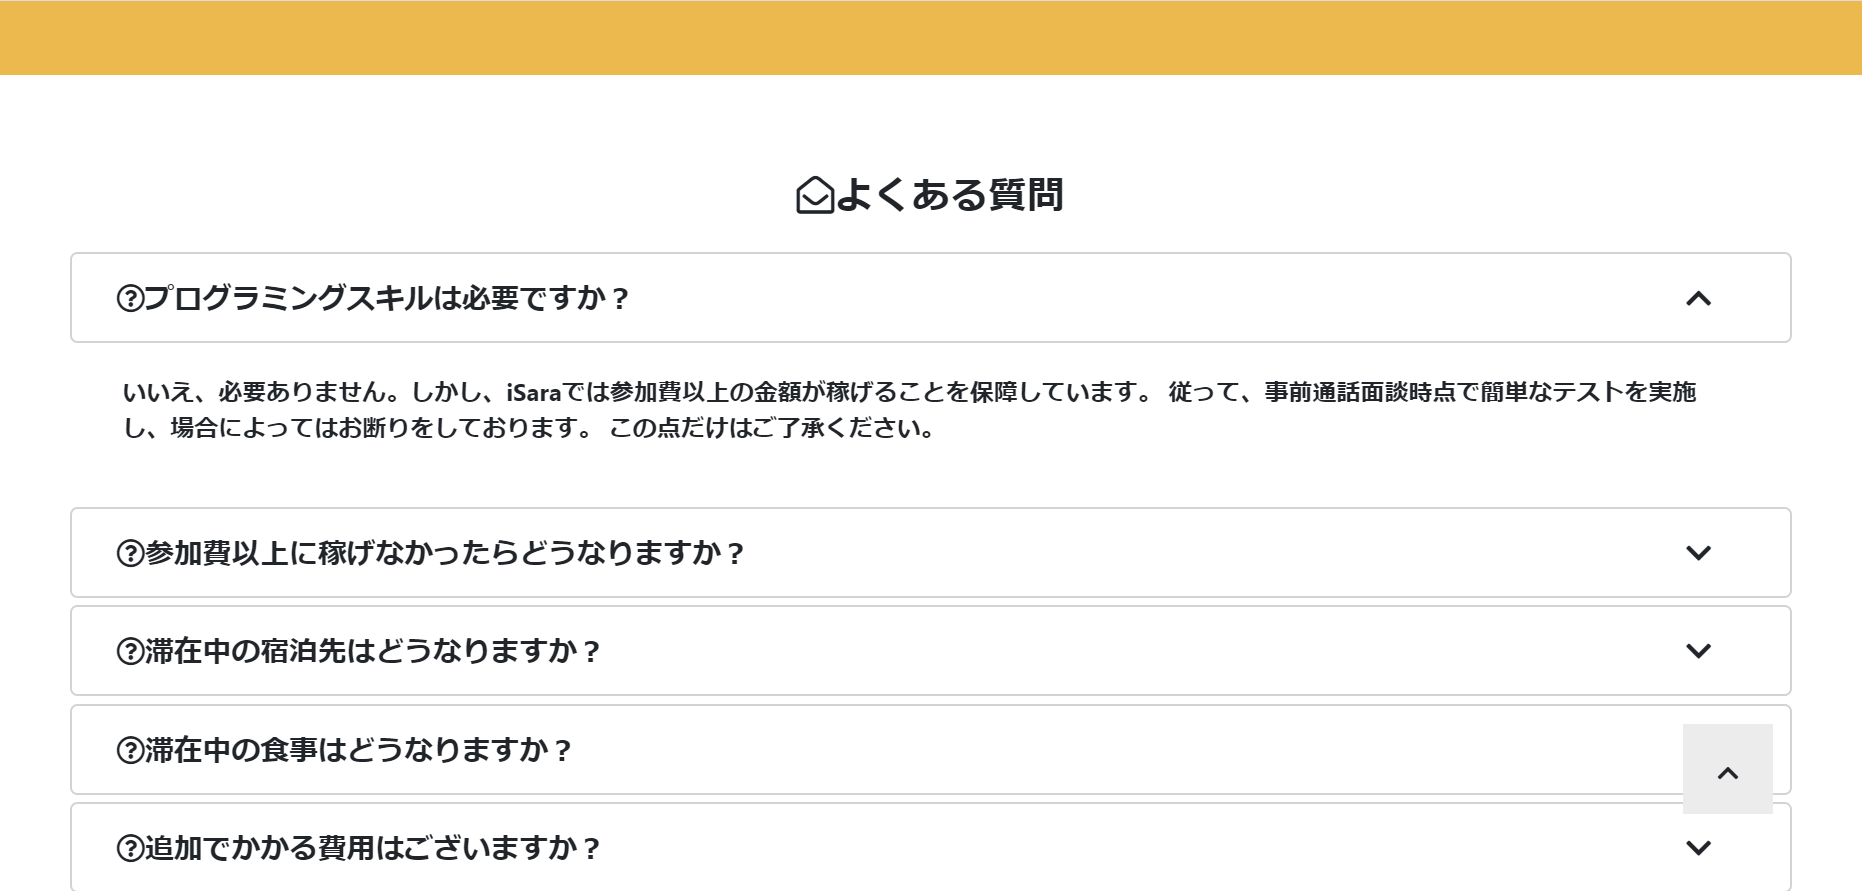 よくある質問
プログラミングスキルは必要ですか？
いいえ、必要ありません。しかし、iSaraでは参加費以上の金額が稼げることを保障しています。 従って、事前通話面談時点で簡単なテストを実施
し、場合によってはお断りをしております。 この点だけはご了承ください。
参加費以上に稼げなかったらどうなりますか？
滞在中の宿泊先はどうなりますか？
滞在中の食事はどうなりますか？
追加でかかる費用はございますか？